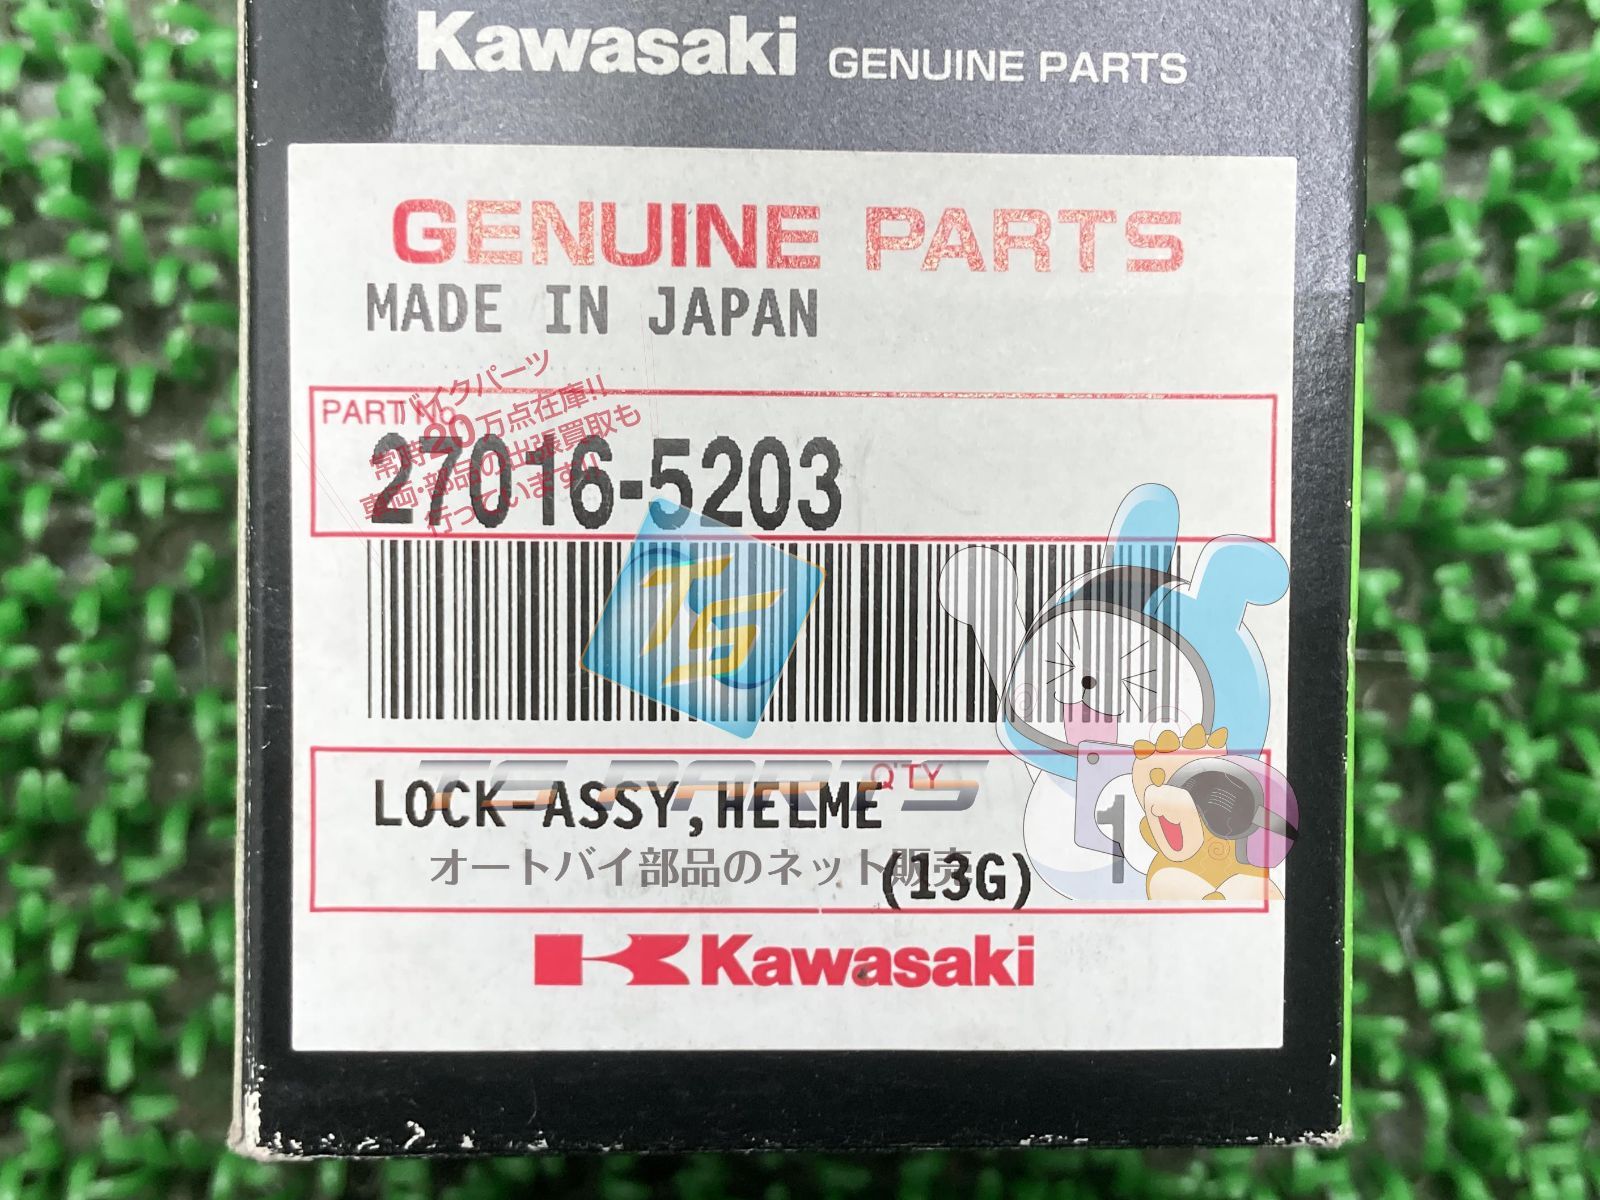 Kawasaki GENUINE PARTS
GENUINE PARTS
MADE IN JAPAN
PART No.
バイクパーツ
常時20万点在庫!!
車両・部品の出張買取も
行っています!!
27016-5203
TS
TS PARTS
Q'TY
LOCK-ASSY,HELME
1
オートバイ部品のネット販売
(13G)
Kawasaki